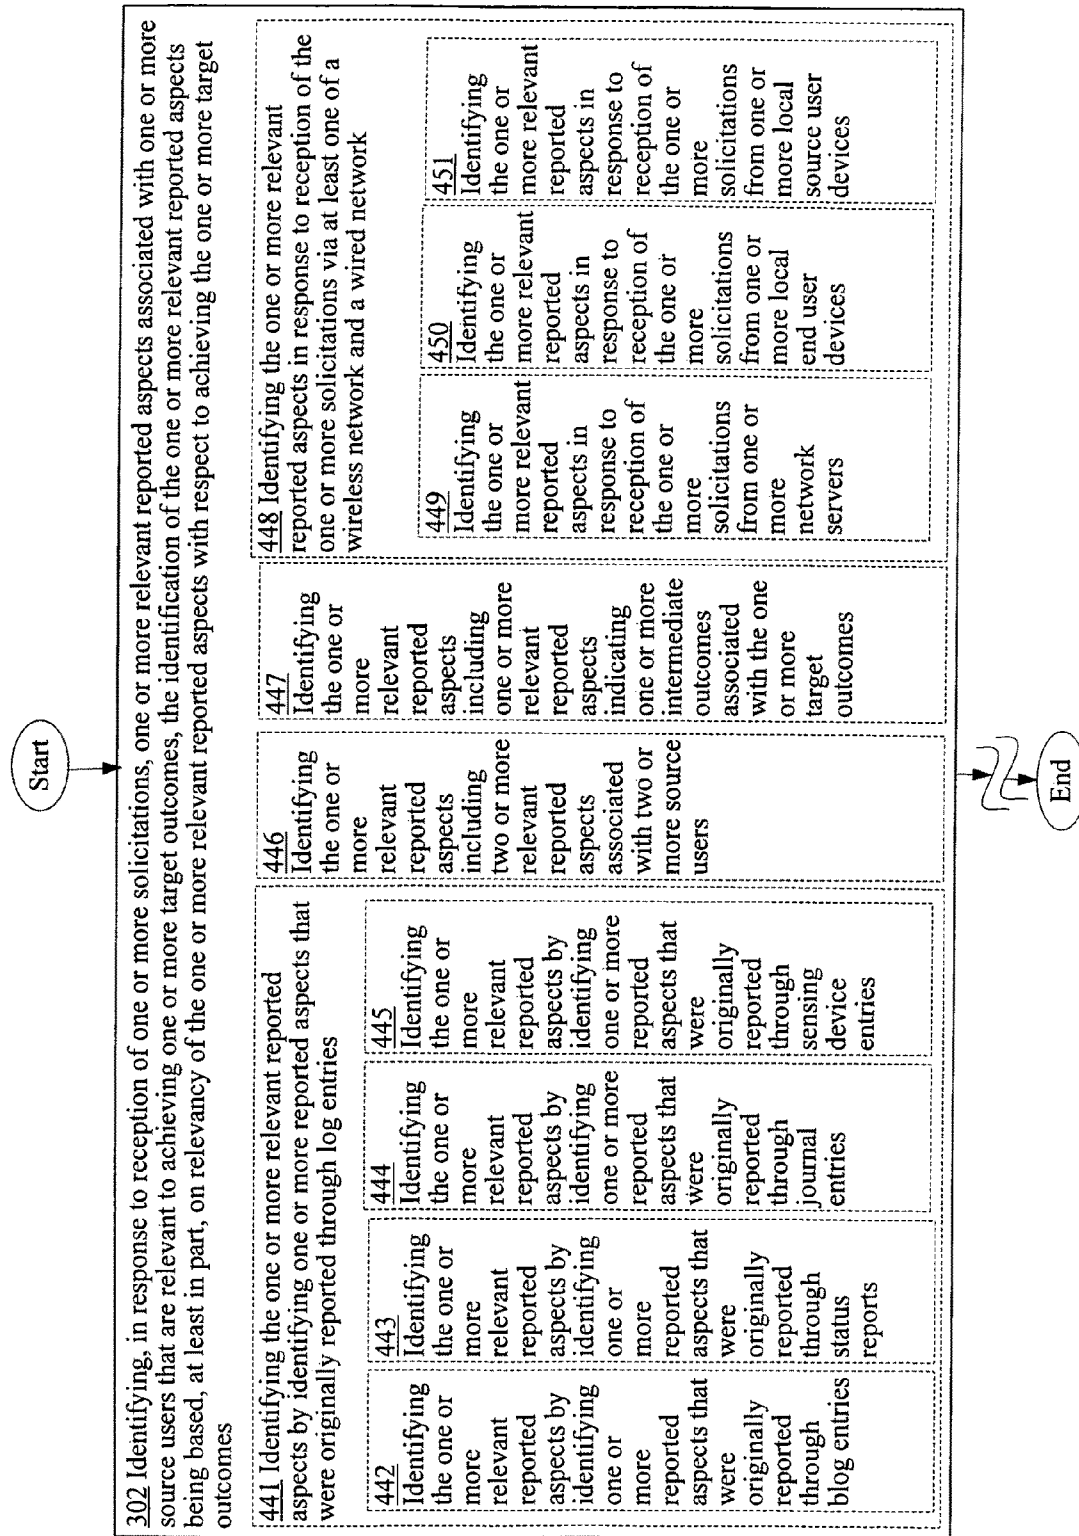 Start
302 Identifying, in response to reception of one or more solicitations, one or more relevant reported aspects associated with one or more
source users that are relevant to achieving one or more target outcomes, the identification of the one or more relevant reported aspects
being based, at least in part, on relevancy of the one or more relevant reported aspects with respect to achieving the one or more target
outcomes
441 Identifying the one or more relevant reported
aspects by identifying one or more reported aspects that
were originally reported through log entries
442
Identifying
the one or
more
relevant
reported
aspects by
identifying
one or
more
reported
aspects that
were
originally
reported
through
blog entries
443
Identifying
the one or
more
relevant
reported
aspects by
identifying
one or
more
reported
aspects that
were
originally
reported
through
status
reports
444
Identifying
the one or
more
relevant
reported
aspects by
identifying
one or more
reported
aspects that
were
originally
reported
through
journal
entries
445
Identifying
the one or
more
relevant
reported
aspects by
identifying
one or more
reported
aspects that
were
originally
reported
through
sensing
device
entries
446
Identifying
the one or
more
relevant
reported
aspects
including
two or more
relevant
reported
aspects
associated
with two or
more source
users
447
Identifying
the one or
more
relevant
reported
aspects
including
one or more
relevant
reported
aspects
indicating
one or more
intermediate
outcomes
associated
with the one
or more
target
outcomes
448 Identifying the one or more relevant
reported aspects in response to reception of the
one or more solicitations via at least one of a
wireless network and a wired network
449
Identifying
the one or
more relevant
reported
aspects in
response to
reception of
the one or
more
solicitations
from one or
more
network
servers
450
Identifying
the one or
more relevant
reported
aspects in
response to
reception of
the one or
more
solicitations
from one or
more local
end user
devices
451
Identifying
the one or
more relevant
reported
aspects in
response to
reception of
the one or
more
solicitations
from one or
more local
source user
devices
End